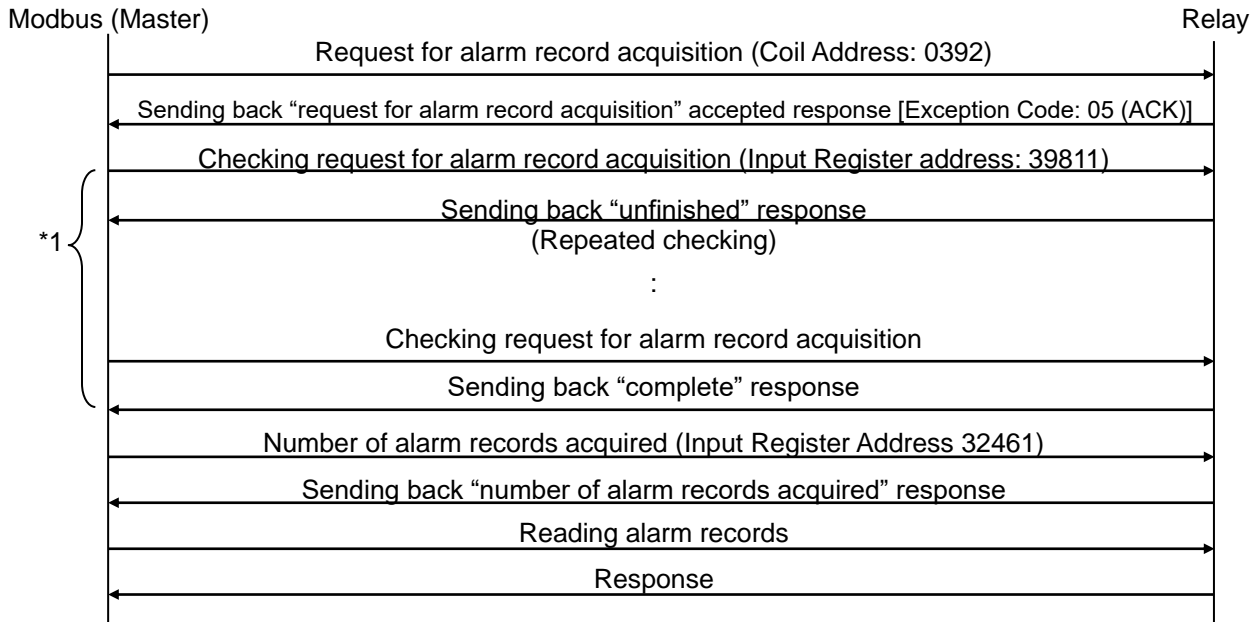 Modbus (Master)
Relay
Request for alarm record acquisition (Coil Address: 0392)
Sending back “request for alarm record acquisition” accepted response [Exception Code: 05 (ACK)]
Checking request for alarm record acquisition (Input Register address: 39811)
Sending back “unfinished” response
*1
(Repeated checking)
:
Checking request for alarm record acquisition
Sending back “complete” response
Number of alarm records acquired (Input Register Address 32461)
Sending back “number of alarm records acquired” response
Reading alarm records
Response